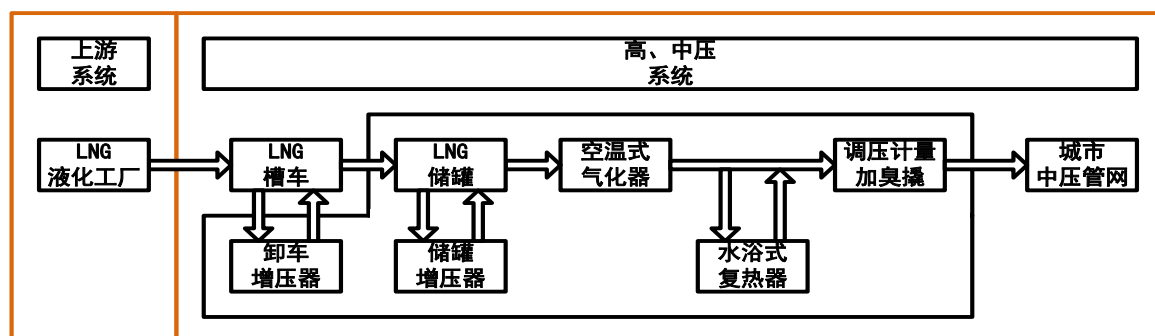 上游
系统
高、中压
系统
LNG
液化工厂
LNG
槽车
LNG
储罐
空温式
气化器
调压计量
加臭撬
城市
中压管网
卸车
增压器
储罐
增压器
水浴式
复热器